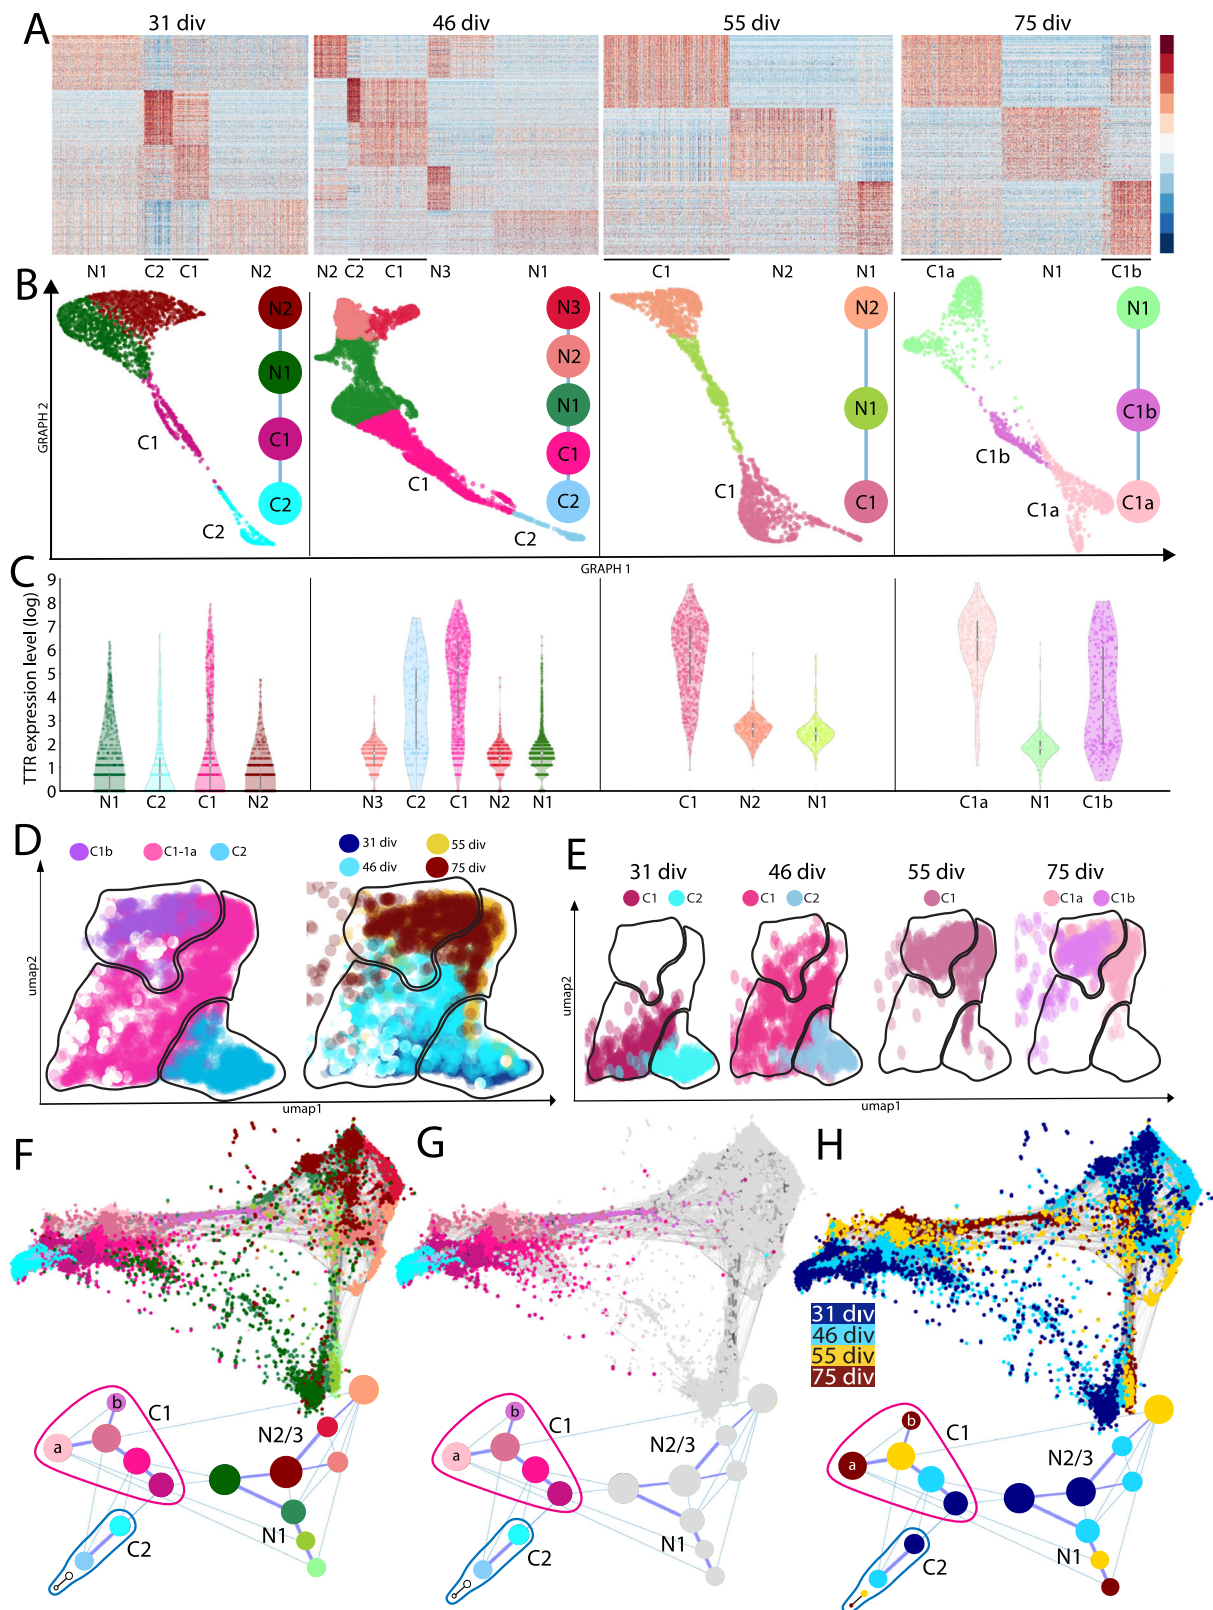 A
31 div
46 div
55 div
75 div
N1 C2 C1 N2
N2 C2 C1 N3 N1
C1 N2 N1
C1a N1 C1b
B
GRAPH 2
N2
N1
C1
C2
C1
C2
N3
N2
N1
C1
C2
C1
C2
N2
N1
C1
C1
N1
C1b
C1a
C1b
C1a
GRAPH 1
C
TTR expression level (log)
9
8
7
6
5
4
3
2
1
0
N1 C2 C1 N2
N3 C2 C1 N2 N1
C1 N2 N1
C1a N1 C1b
D
C1b C1-1a C2
31 div 55 div
46 div 75 div
umap2
umap1
E
31 div 46 div 55 div 75 div
C1 C2 C1 C2 C1 C1a C1b
umap2
umap1
F
b
a
C1
N2/3
N1
C2
G
b
a
C1
N2/3
N1
C2
H
31 div
46 div
55 div
75 div
b
a
C1
N2/3
N1
C2